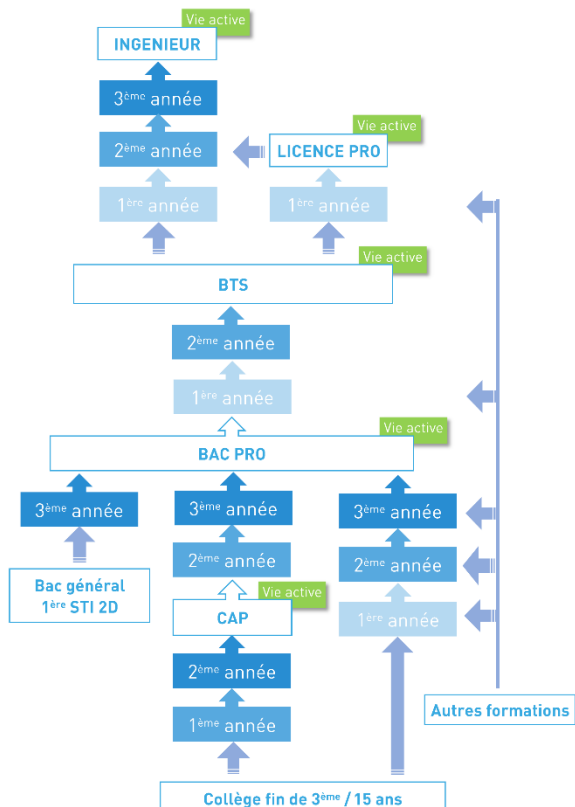 Vie active
INGENIEUR
3ème année
2ème année
Vie active
LICENCE PRO
1ère année
1ère année
Vie active
BTS
2ème année
1ère année
Vie active
BAC PRO
3ème année
3ème année
3ème année
2ème année
2ème année
Bac général
1ère STI 2D
Vie active
CAP
1ère année
2ème année
1ème année
Autres formations
Collège fin de 3ème / 15 ans